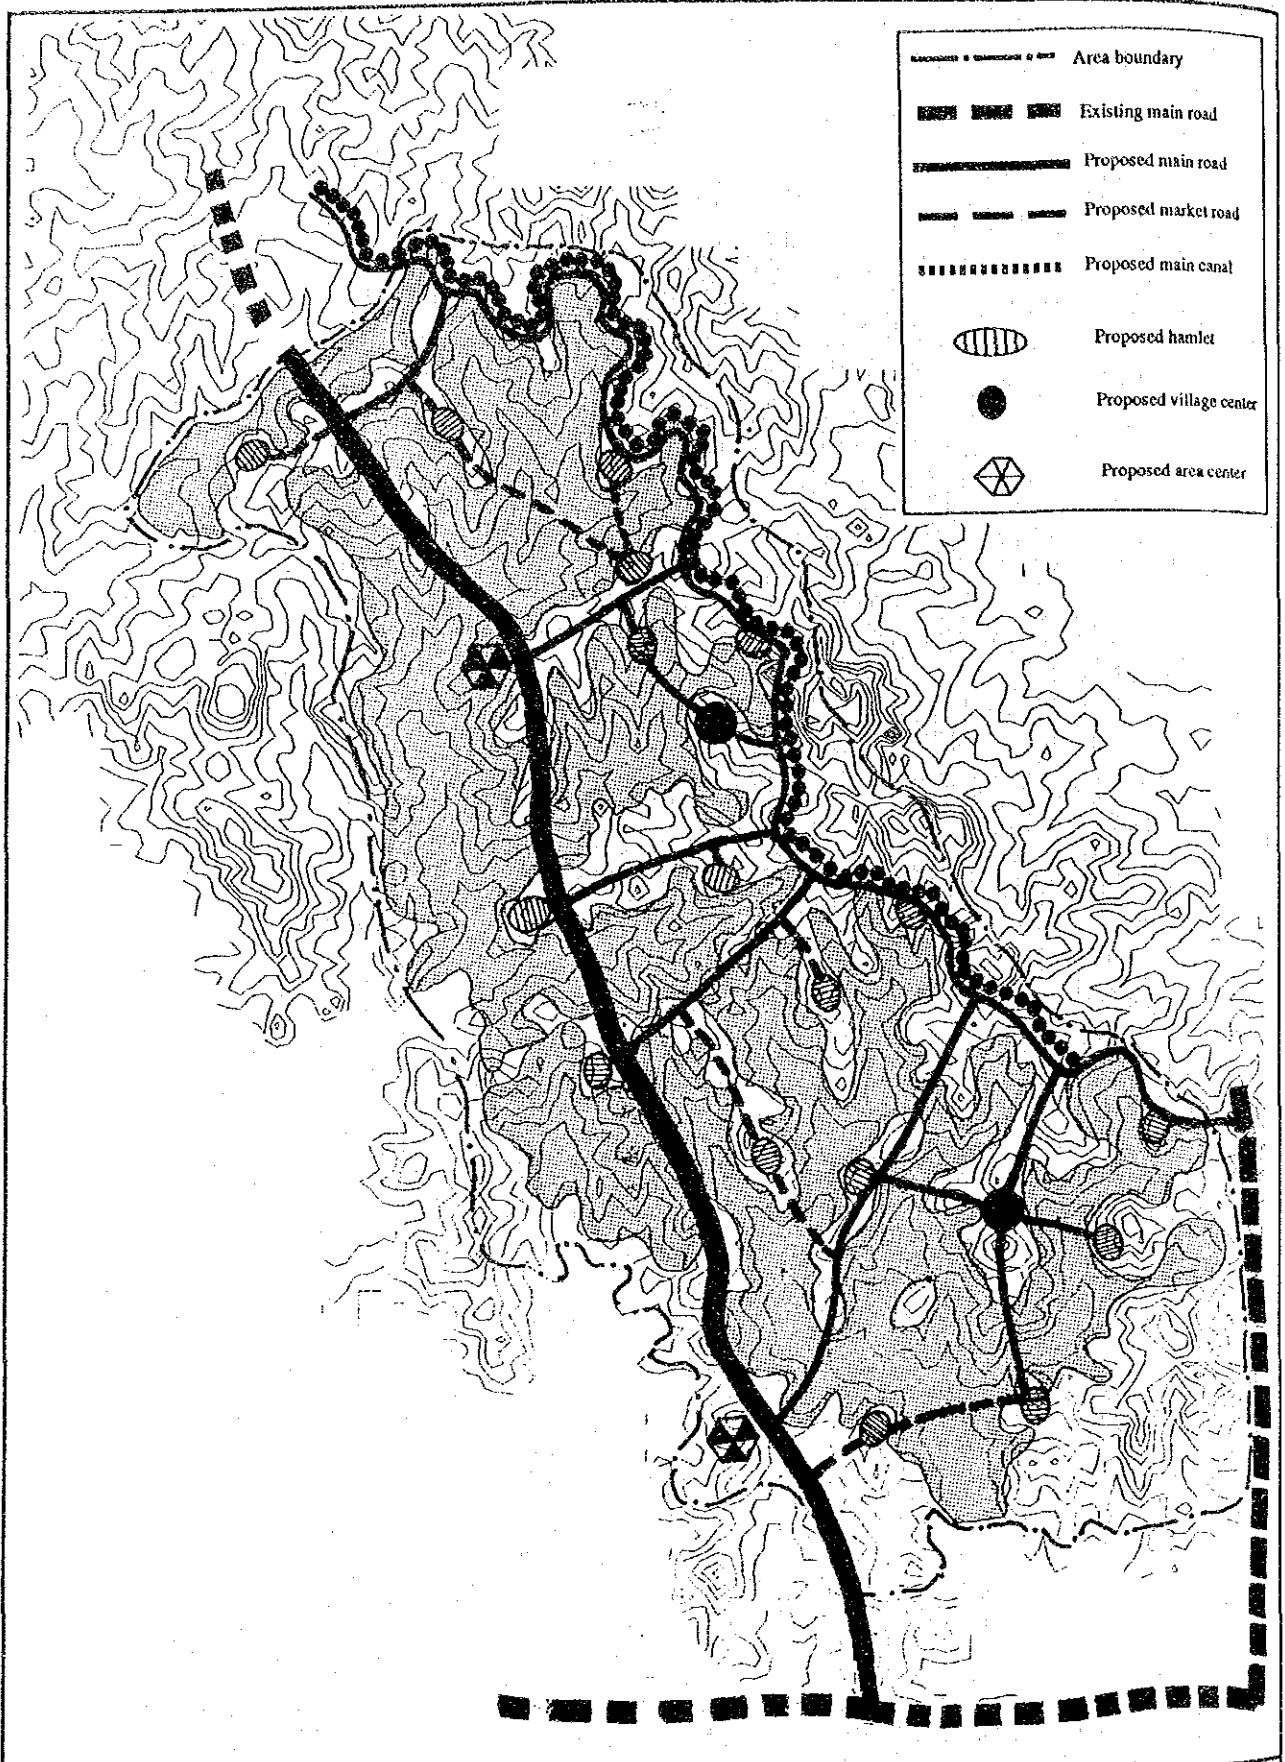 Area boundary
Existing main road
Proposed main road
Proposed market road
Proposed main canal
Proposed hamlet
Proposed village center
Proposed area center